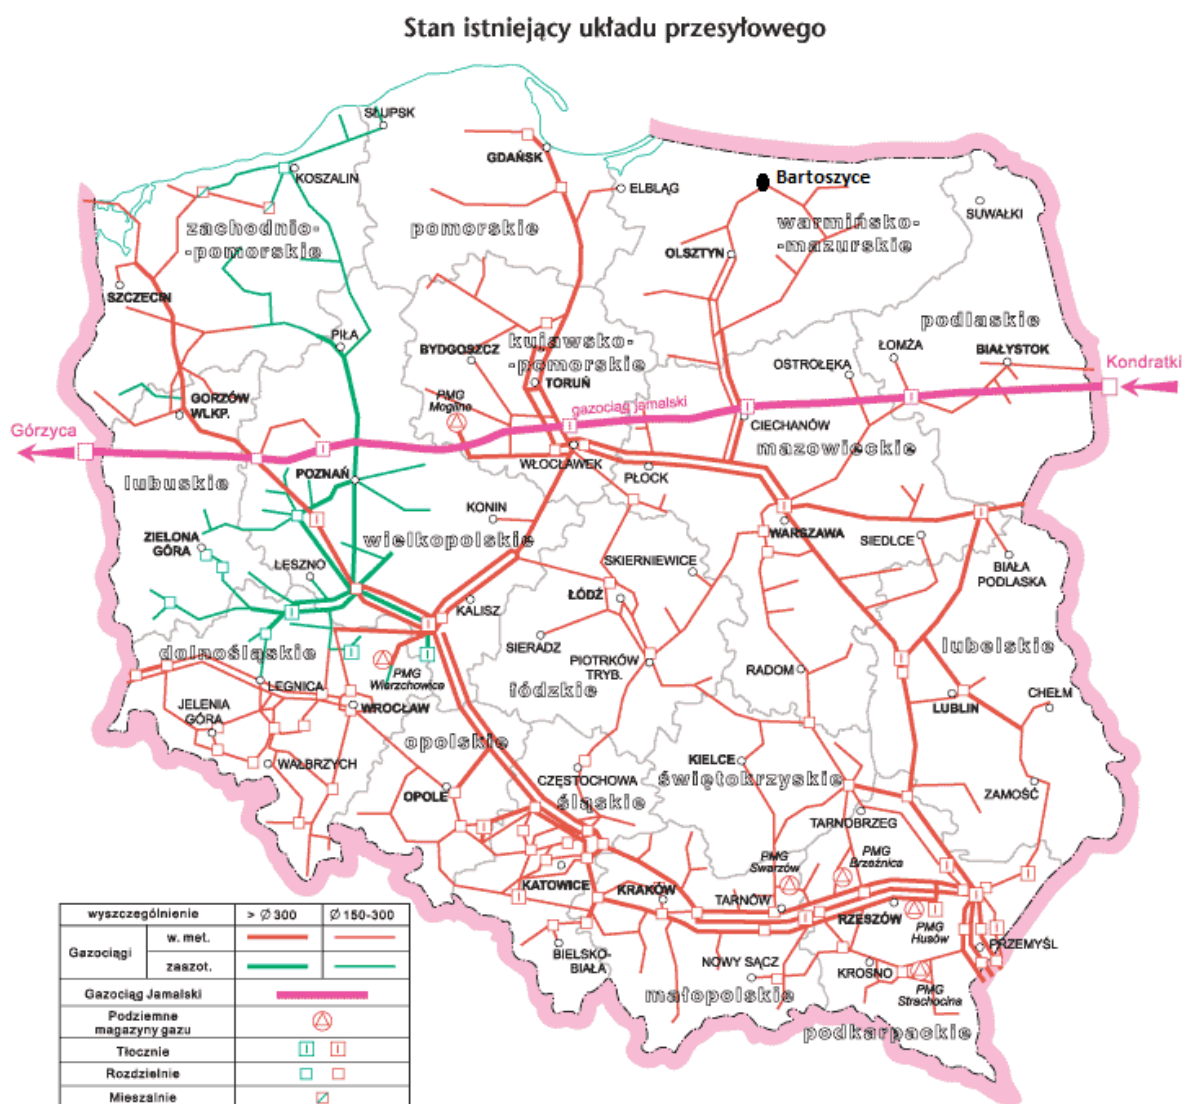 Stan istniejący układu przesyłowego
SŁUPSK
GDAŃSK
KOSZALIN
ELBLĄG
Bartoszyce
SUWAŁKI
zachodnio-
-pomorskie
pomorskie
warmińsko-
-mazurskie
OLSZTYN
SZCZECIN
PIŁA
BYDGOSZCZ
kujawsko-
-pomorskie
TORUŃ
podlaskie
OSTROŁĘKA
ŁOMŻA
BIAŁYSTOK
Kondratki
GORZÓW
WLKP.
PMG
Mogilno
gazociąg jamalski
CIECHANÓW
mazowieckie
Górzyca
lubuskie
POZNAŃ
WŁOCŁAWEK
PŁOCK
KONIN
WARSZAWA
SIEDLCE
ZIELONA
GÓRA
wielkopolskie
LESZNO
SKIERNIEWICE
BIAŁA
PODLASKA
KALISZ
ŁÓDŹ
SIERADZ
PIOTRKÓW
TRYB.
dolnośląskie
PMG
Wierzchowice
łódzkie
RADOM
lubelskie
LEGNICA
JELENIA
GÓRA
WROCŁAW
LUBLIN
CHEŁM
opolskie
WAŁBRZYCH
KIELCE
świętokrzyskie
CZĘSTOCHOWA
OPOLE
śląskie
ZAMOŚĆ
TARNOBRZEG
PMG
Swarzów
PMG
Brzeźnica
KATOWICE
KRAKÓW
TARNÓW
RZESZÓW
PMG
Husów
PRZEMYŚL
BIELSKO-
BIAŁA
NOWY SĄCZ
KROSNO
PMG
Strachocina
małopolskie
podkarpackie
wyszczególnienie > Ø 300 Ø 150-300
Gazociągi w. met.
zaazot.
Gazociąg Jamalski
Podziemne
magazyny gazu
Tłocznie
Rozdzielnie
Mieszalnie